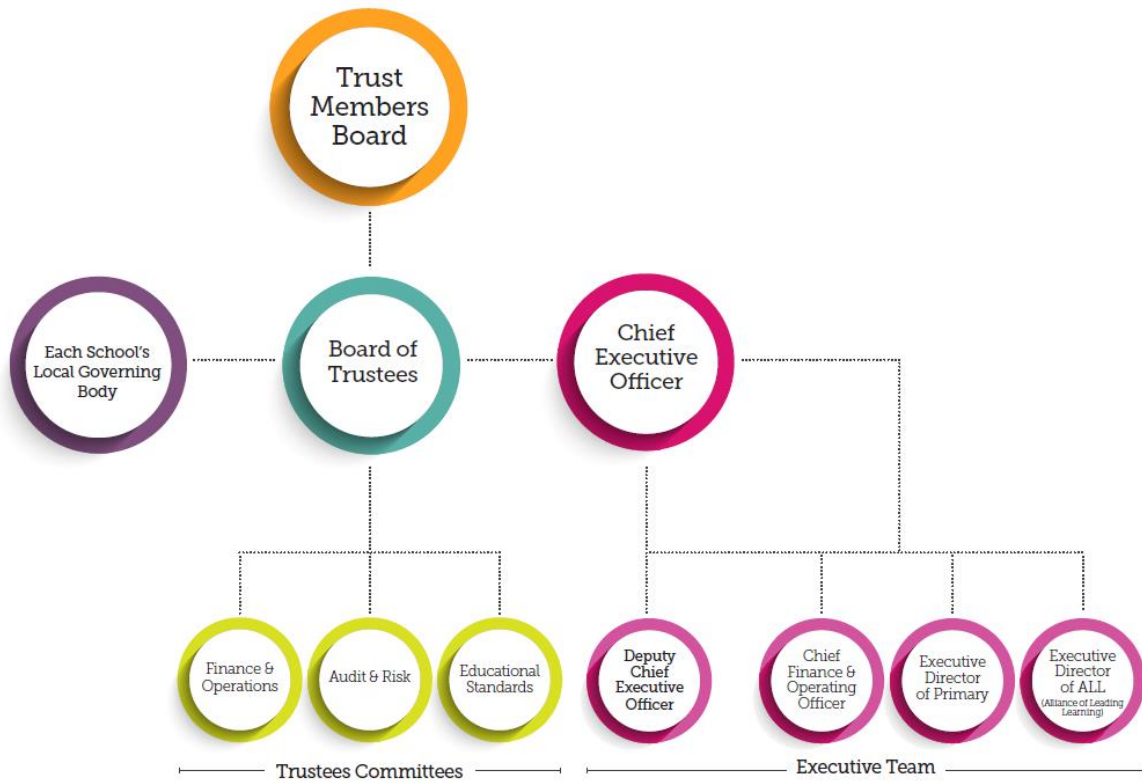 Trust
Members
Board
Each School's
Local Governing
Body
Board of
Trustees
Chief
Executive
Officer
Finance &
Operations
Audit & Risk
Educational
Standards
Deputy
Chief
Executive
Officer
Chief
Finance &
Operating
Officer
Executive
Director
of Primary
Executive
Director
of ALL
(Alliance of Leading
Learning)
Trustees Committees
Executive Team